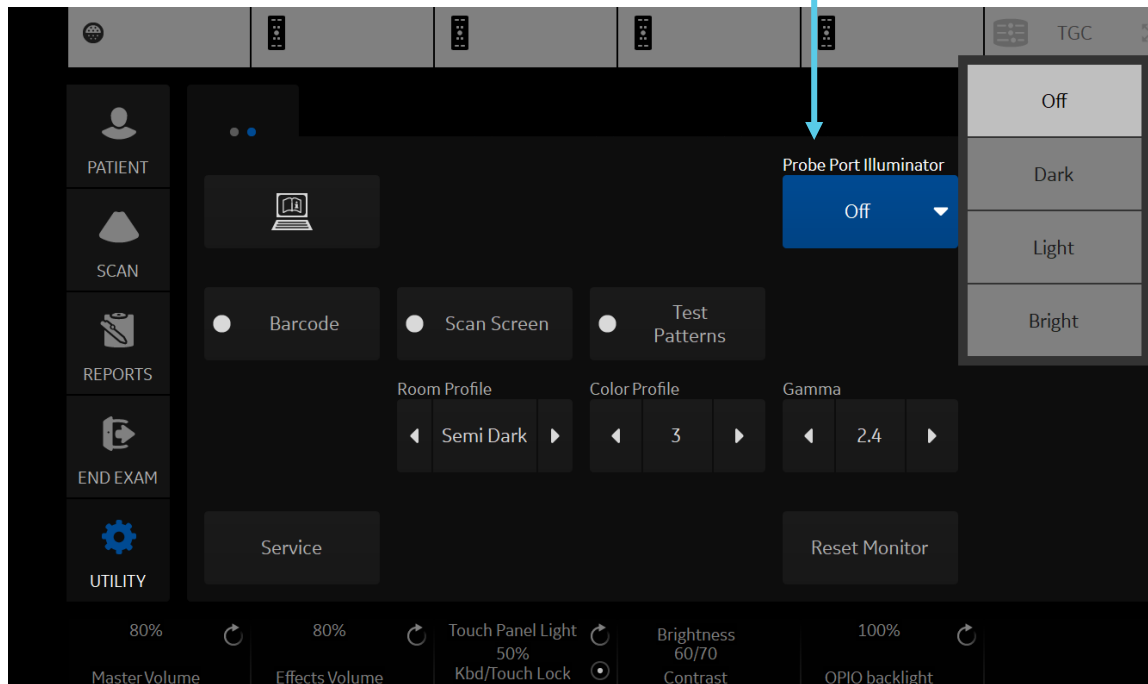 TGC
Off
PATIENT
Probe Port Illuminator
Dark
Off
Light
SCAN
Barcode
Scan Screen
Test
Patterns
Bright
REPORTS
Room Profile
Color Profile
Gamma
Semi Dark
3
2.4
END EXAM
Service
Reset Monitor
UTILITY
80%
Master Volume
80%
Effects Volume
Touch Panel Light
50%
Kbd/Touch Lock
Brightness
60/70
Contrast
100%
OPIO backlight